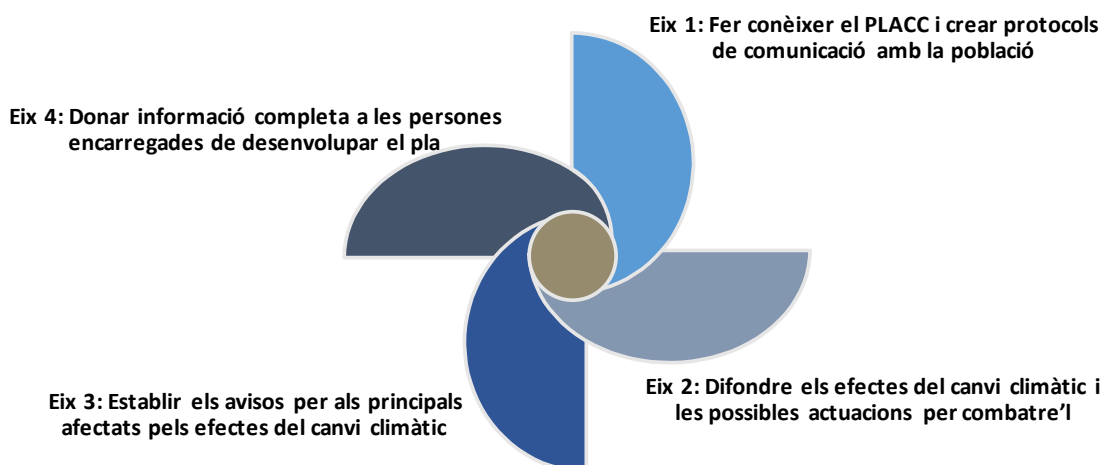 Eix 1: Fer conèixer el PLACC i crear protocols
de comunicació amb la població
Eix 4: Donar informació completa a les persones
encarregades de desenvolupar el pla
Eix 2: Difondre els efectes del canvi climàtic i
les possibles actuacions per combatre’l
Eix 3: Establir els avisos per als principals
afectats pels efectes del canvi climàtic